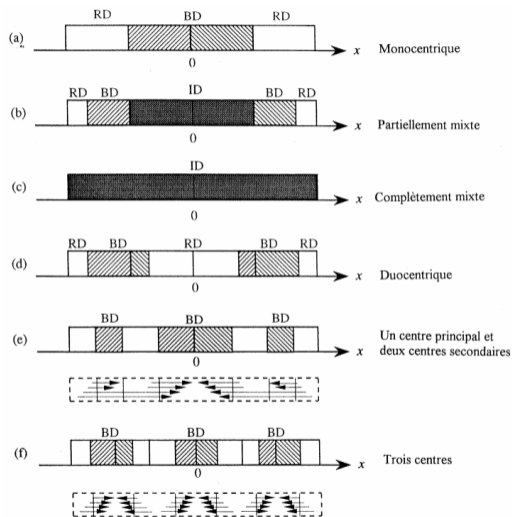 RD BD RD
(a) x Monocentrique
0
ID
RD BD BD RD
(b) x Partiellement mixte
0
ID
(c) x Complètement mixte
0
RD BD RD BD RD
(d) x Duocentrique
0
BD BD BD
(e) x Un centre principal et
deux centres secondaires
0
BD BD BD
(f) x Trois centres
0